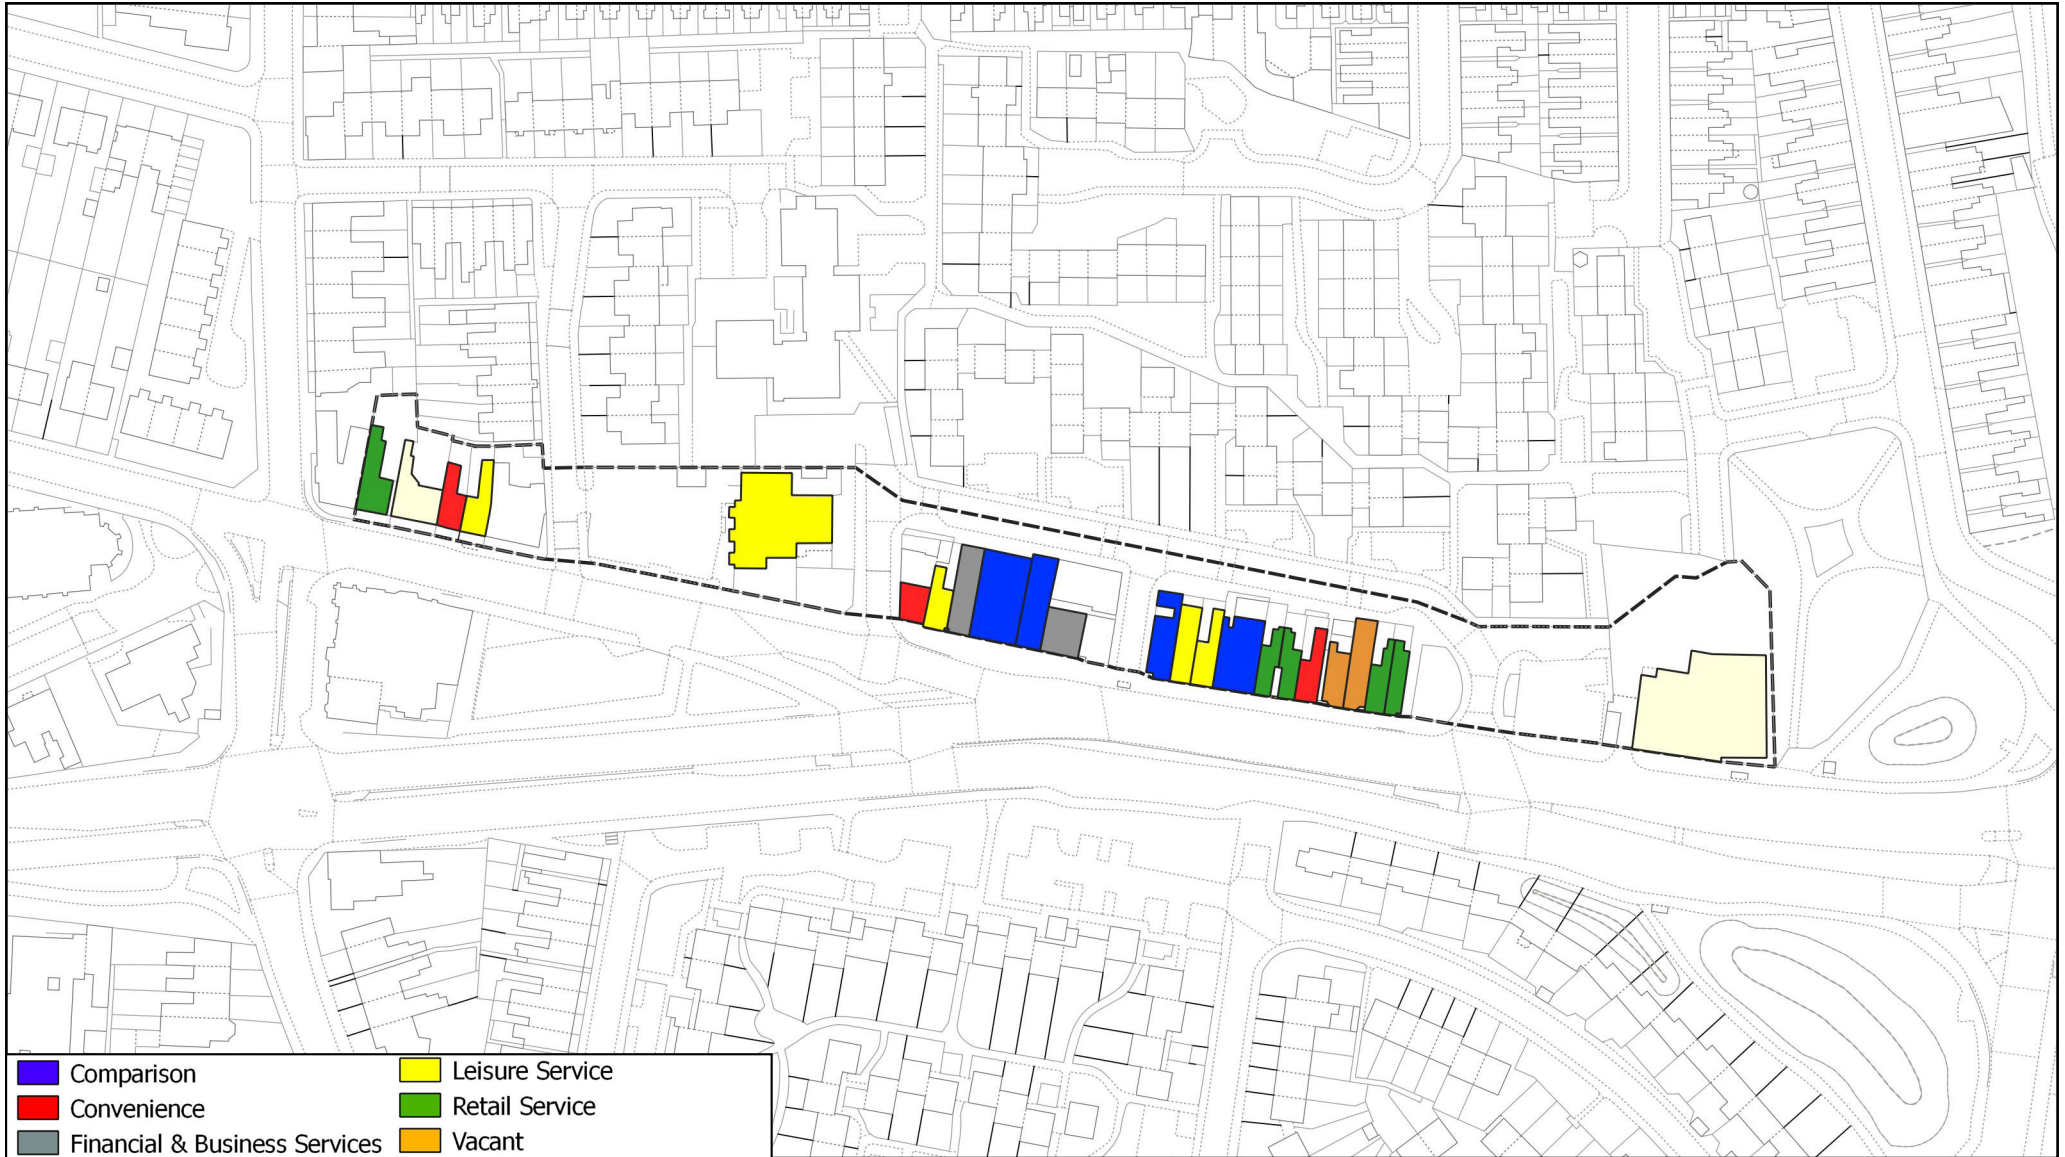 Comparison
Convenience
Financial & Business Services
Leisure Service
Retail Service
Vacant